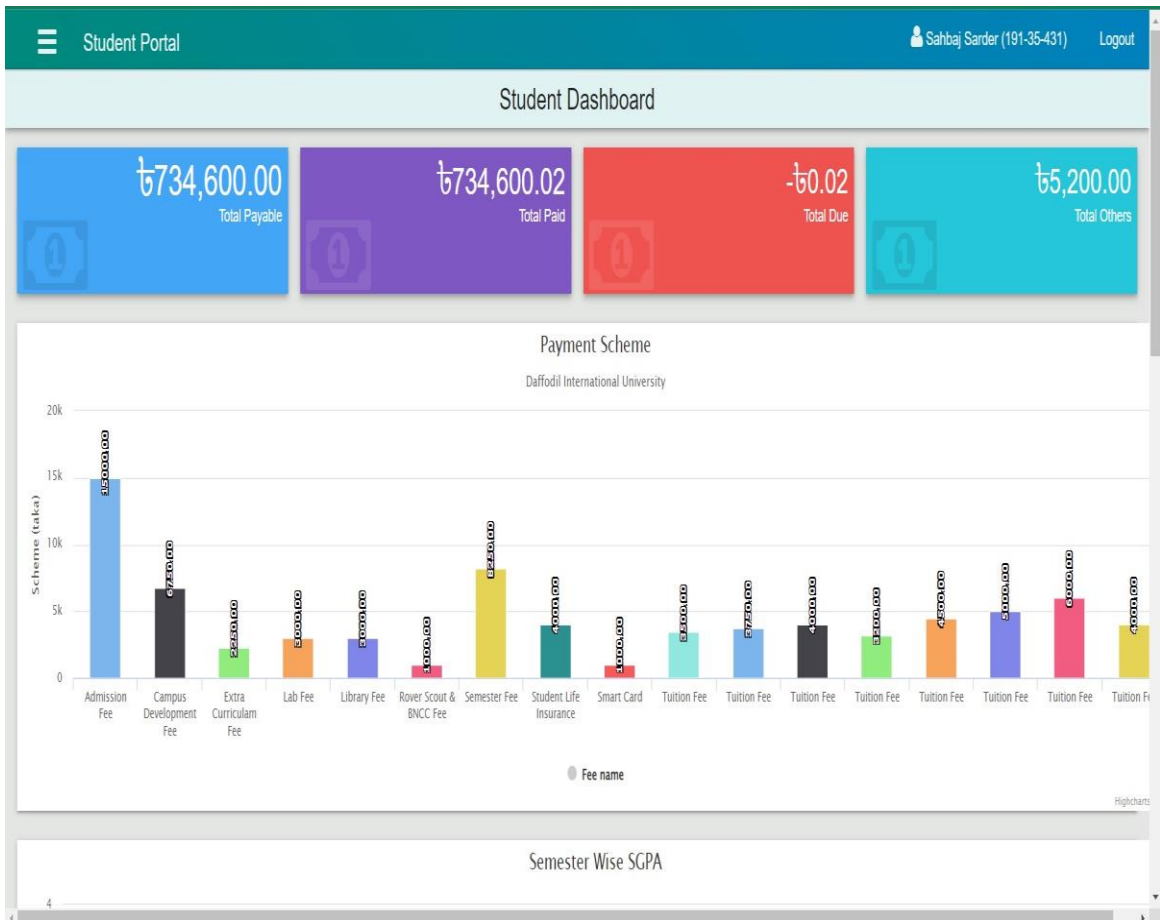 Student Portal
Sahbaj Sarder (191-35-431)
Logout
Student Dashboard
৳734,600.00
Total Payable
৳734,600.02
Total Paid
-৳0.02
Total Due
৳5,200.00
Total Others
Payment Scheme
Daffodil International University
Scheme (taka)
20k
15k
10k
5k
0
15000.00
6750.00
2250.00
3000.00
3000.00
1000.00
8250.00
4000.00
1000.00
3500.00
3750.00
4000.00
4500.00
5000.00
6000.00
4000.00
Admission Fee
Campus Development Fee
Extra Curriculam Fee
Lab Fee
Library Fee
Rover Scout & BNCC Fee
Semester Fee
Student Life Insurance
Smart Card
Tuition Fee
Tuition Fee
Tuition Fee
Tuition Fee
Tuition Fee
Tuition Fee
Tuition Fee
Tuition F
Fee name
Highcharts
Semester Wise SGPA
4